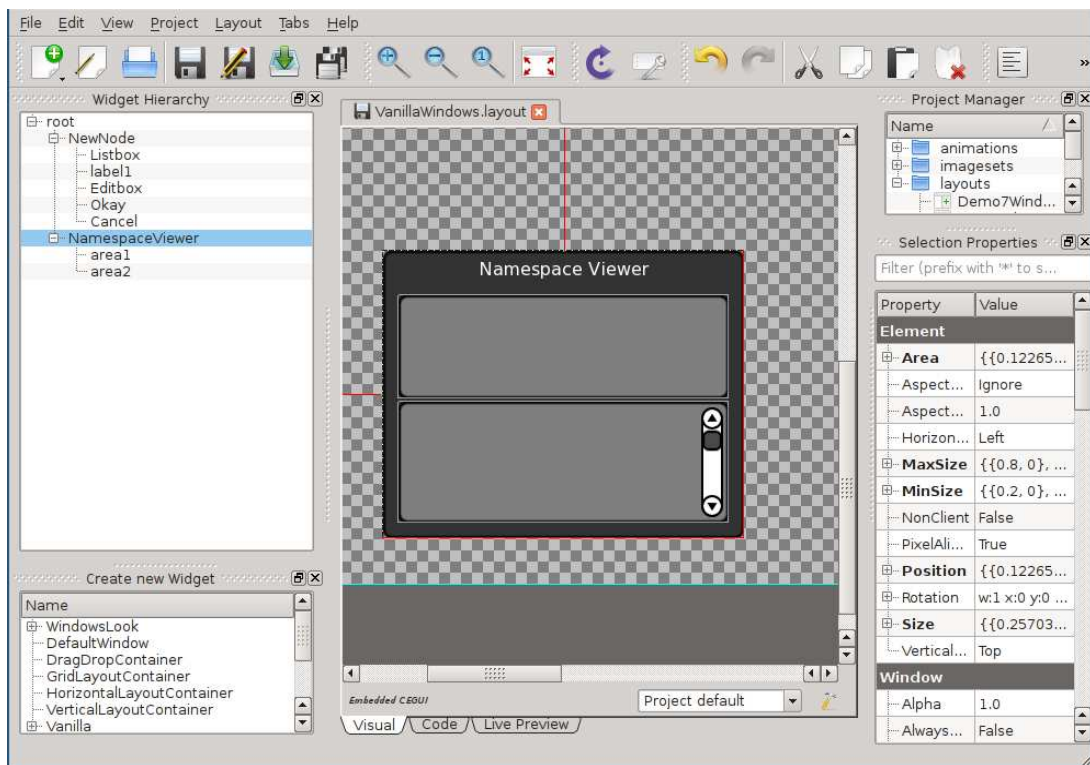 File Edit View Project Layout Tabs Help
Widget Hierarchy
root
NewNode
Listbox
label1
Editbox
Okay
Cancel
NamespaceViewer
area1
area2
Create new Widget
Name
WindowsLook
DefaultWindow
DragDropContainer
GridLayoutContainer
HorizontalLayoutContainer
VerticalLayoutContainer
Vanilla
VanillaWindows.layout
Namespace Viewer
Embedded CEGUI
Project default
Visual Code Live Preview
Project Manager
Name
animations
imagesets
layouts
Demo7Wind...
Selection Properties
Filter (prefix with '*' to s...
Property Value
Element
Area {{0.12265...
Aspect... Ignore
Aspect... 1.0
Horizon... Left
MaxSize {{0.8, 0}, ...
MinSize {{0.2, 0}, ...
NonClient False
PixelAli... True
Position {{0.12265...
Rotation w:1 x:0 y:0 ...
Size {{0.25703...
Vertical... Top
Window
Alpha 1.0
Always... False